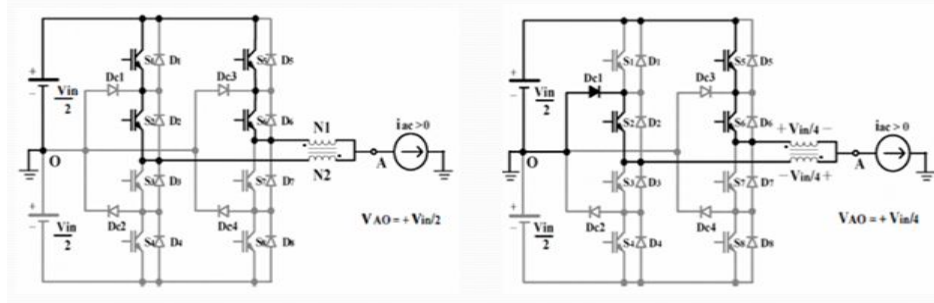 S1 D1 S5 D5
Dc1 Dc3
+
Vin
2
−
S2 D2 S6 D6
N1
iac>0
O
N2
A
S3 D3 S7 D7
+
Vin
2
−
Dc2 Dc4
VAO=+Vin/2
S4 D4 S8 D8
S1 D1 S5 D5
Dc1 Dc3
+
Vin
2
−
S2 D2 S6 D6
+Vin/4−
iac>0
O
−Vin/4+
A
S3 D3 S7 D7
+
Vin
2
−
Dc2 Dc4
VAO=+Vin/4
S4 D4 S8 D8